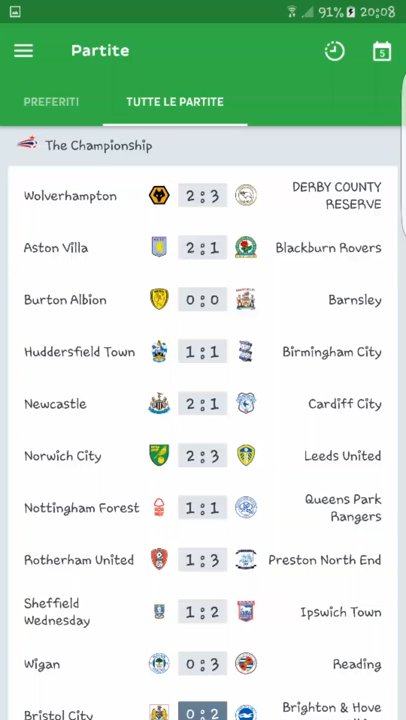 91% 20:08
Partite
5
PREFERITI TUTTE LE PARTITE
The Championship
Wolverhampton 2 : 3 DERBY COUNTY
RESERVE
Aston Villa 2 : 1 Blackburn Rovers
Burton Albion 0 : 0 Barnsley
Huddersfield Town 1 : 1 Birmingham City
Newcastle 2 : 1 Cardiff City
Norwich City 2 : 3 Leeds United
Nottingham Forest 1 : 1 Queens Park
Rangers
Rotherham United 1 : 3 Preston North End
Sheffield
Wednesday 1 : 2 Ipswich Town
Wigan 0 : 3 Reading
Bristol City 0 : 2 Brighton & Hove